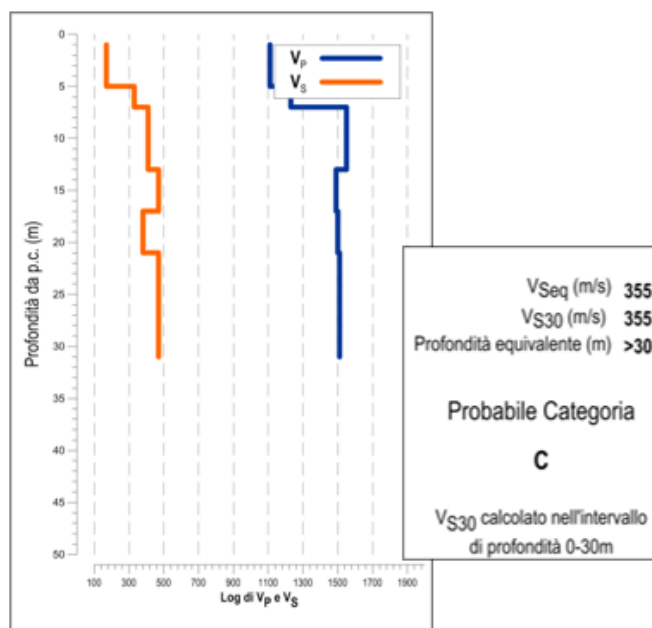 0
5
10
15
20
25
30
35
40
45
50
Profondità da p.c. (m)
VP
VS
100 300 500 700 900 1100 1300 1500 1700 1900
Log di VP e VS
VSeq (m/s) 355
VS30 (m/s) 355
Profondità equivalente (m) >30
Probabile Categoria
C
VS30 calcolato nell'intervallo
di profondità 0-30m